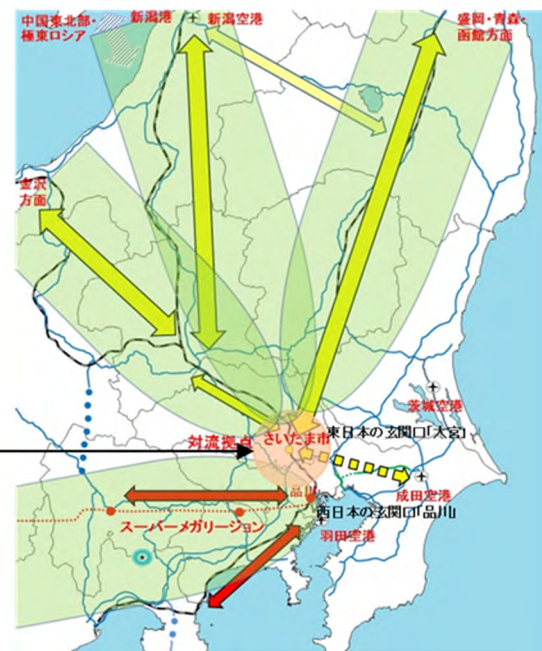 中国東北部・
極東ロシア
新潟港
新潟空港
盛岡・青森・
函館方面
金沢
方面
茨城空港
対流拠点
さいたま市
東日本の玄関口「大宮」
成田空港
品川
西日本の玄関口「品川」
スーパーメガリージョン
羽田空港